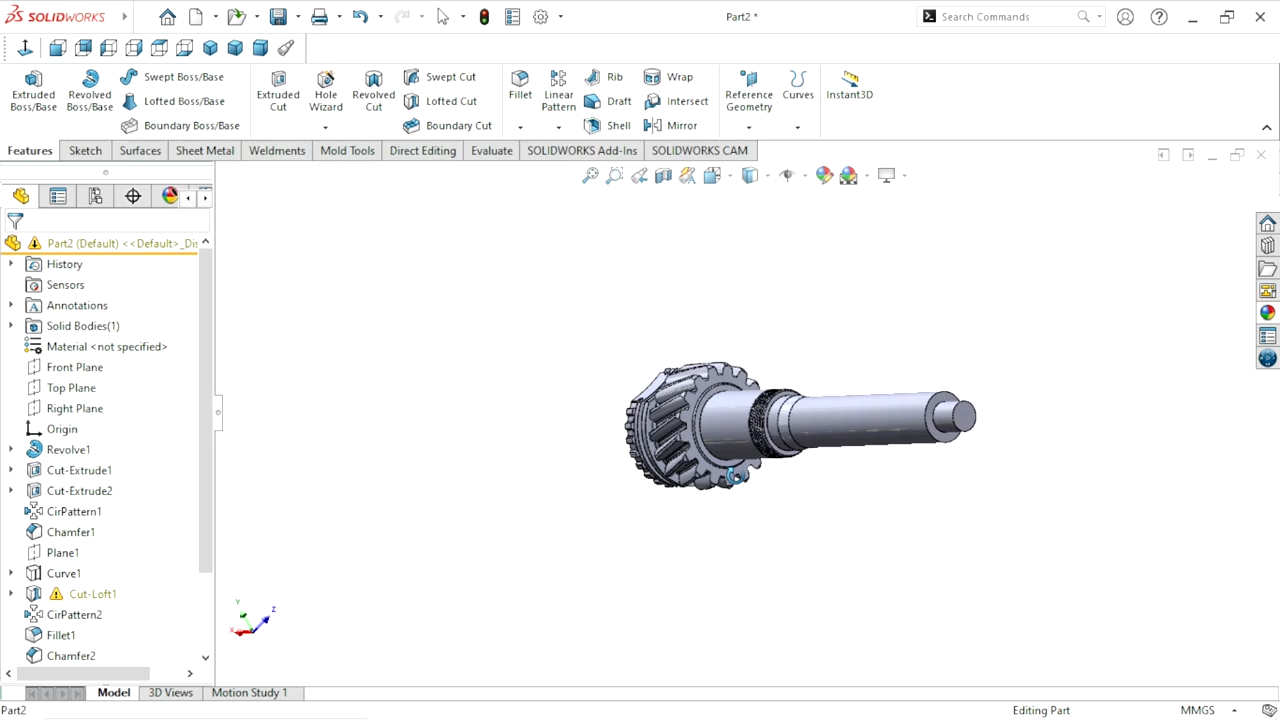 SOLIDWORKS
Part2 *
Search Commands
Extruded Boss/Base
Revolved Boss/Base
Swept Boss/Base
Lofted Boss/Base
Boundary Boss/Base
Extruded Cut
Hole Wizard
Revolved Cut
Swept Cut
Lofted Cut
Boundary Cut
Fillet
Linear Pattern
Rib
Draft
Shell
Wrap
Intersect
Mirror
Reference Geometry
Curves
Instant3D
Features
Sketch
Surfaces
Sheet Metal
Weldments
Mold Tools
Direct Editing
Evaluate
SOLIDWORKS Add-Ins
SOLIDWORKS CAM
Part2 (Default) <<Default>_Dis
History
Sensors
Annotations
Solid Bodies(1)
Material <not specified>
Front Plane
Top Plane
Right Plane
Origin
Revolve1
Cut-Extrude1
Cut-Extrude2
CirPattern1
Chamfer1
Plane1
Curve1
Cut-Loft1
CirPattern2
Fillet1
Chamfer2
Y
Z
X
Model
3D Views
Motion Study 1
Part2
Editing Part
MMGS